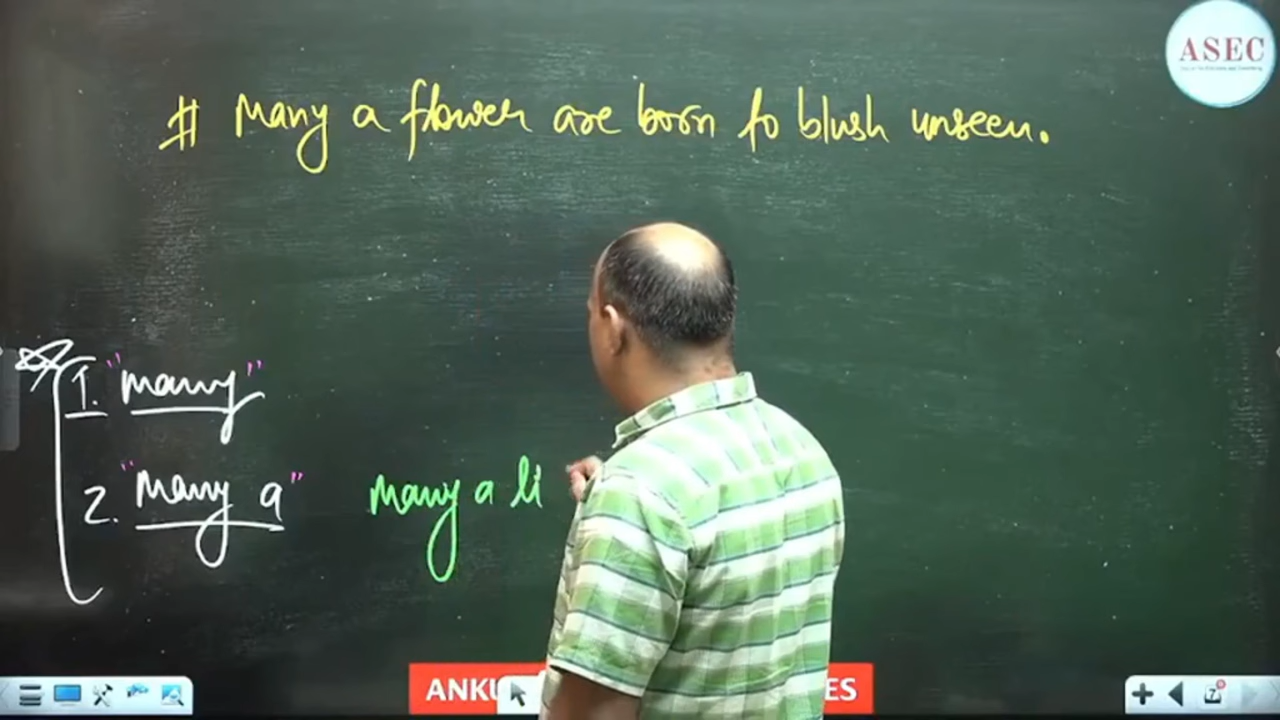 # Many a flower are born to blush unseen.
ASEC
1. "many"
2. "many a" many a li
ANKU ES